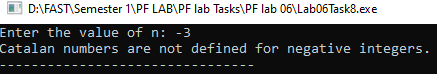 D:\FAST\Semester 1\PF LAB\PF lab Tasks\PF lab 06\Lab06Task8.exe
Enter the value of n: -3
Catalan numbers are not defined for negative integers.
--------------------------------